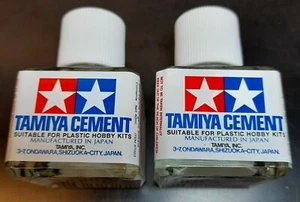 TAMIYA CEMENT
SUITABLE FOR PLASTIC HOBBY KITS
MANUFACTURED IN JAPAN
TAMIYA, INC.
3-7, ONDAWARA, SHIZUOKA-CITY, JAPAN.
TAMIYA CEMENT
SUITABLE FOR PLASTIC HOBBY KITS
MANUFACTURED IN JAPAN
TAMIYA, INC.
3-7, ONDAWARA, SHIZUOKA-CITY, JAPAN.